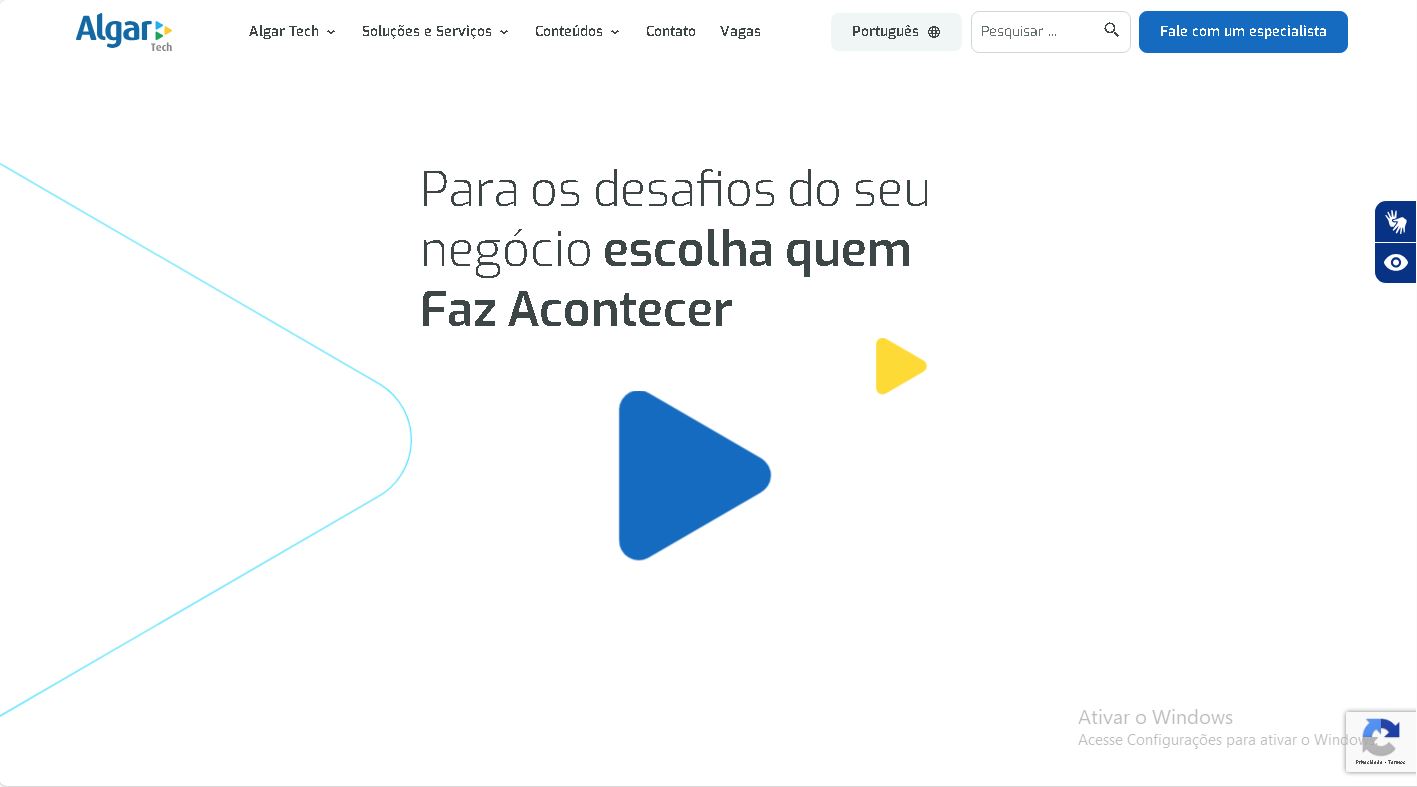 Algar
Tech
Algar Tech
Soluções e Serviços
Conteúdos
Contato
Vagas
Português
Pesquisar ...
Fale com um especialista
Para os desafios do seu
negócio escolha quem
Faz Acontecer
Ativar o Windows
Acesse Configurações para ativar o Windows
Privacidade - Termos